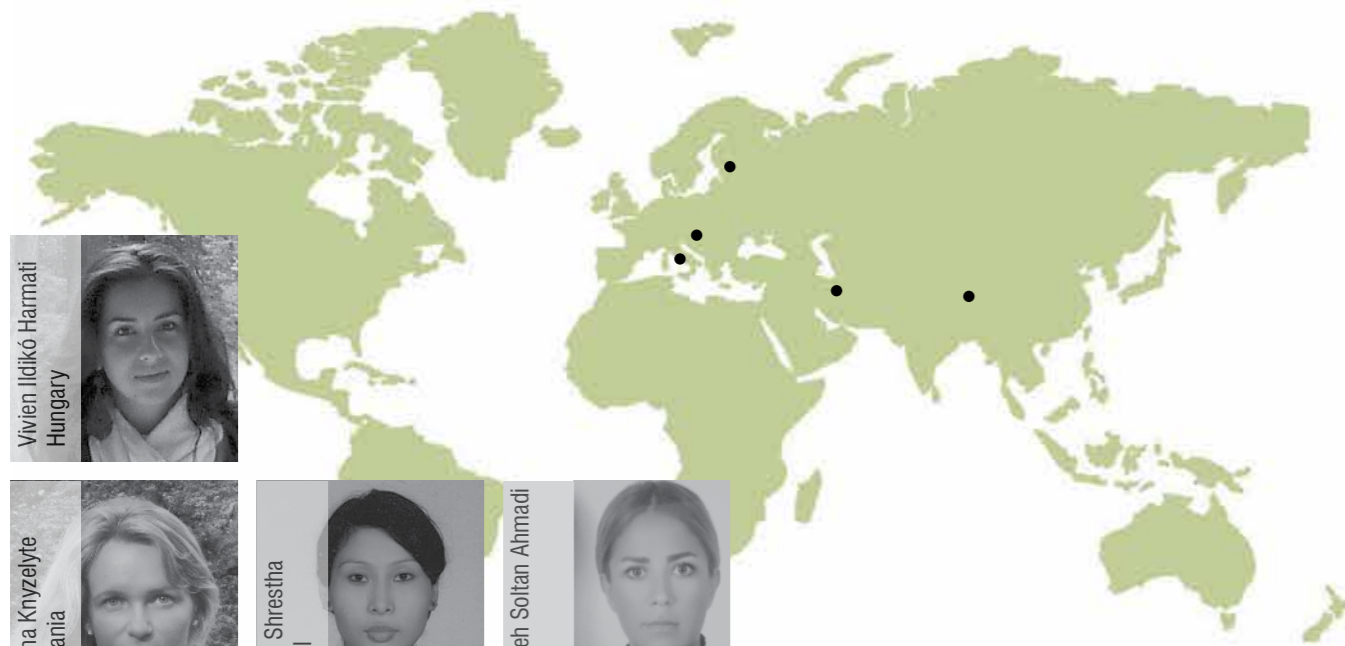 Vivien Ildikó Harmati
Hungary
Knyzelyte
Shrestha
Soltan Ahmadi